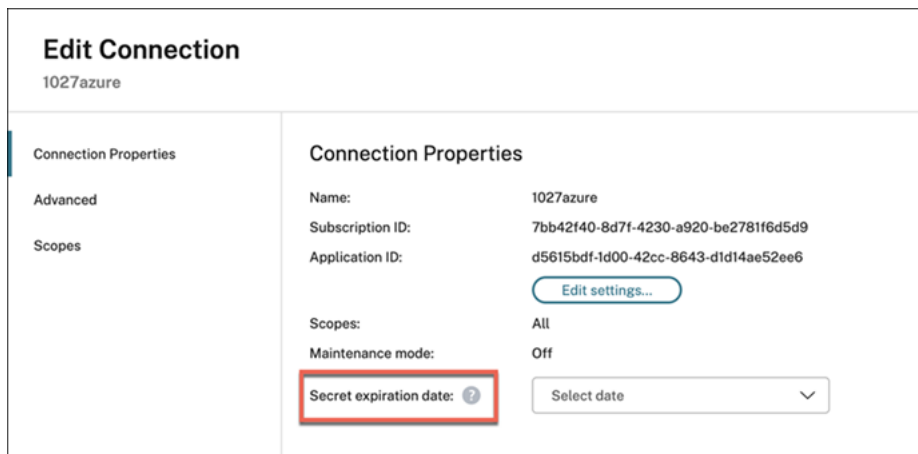 Edit Connection
1027azure
Connection Properties
Advanced
Scopes
Connection Properties
Name: 1027azure
Subscription ID: 7bb42f40-8d7f-4230-a920-be2781f6d5d9
Application ID: d5615bdf-1d00-42cc-8643-d1d14ae52ee6
Edit settings...
Scopes: All
Maintenance mode: Off
Secret expiration date: ? Select date